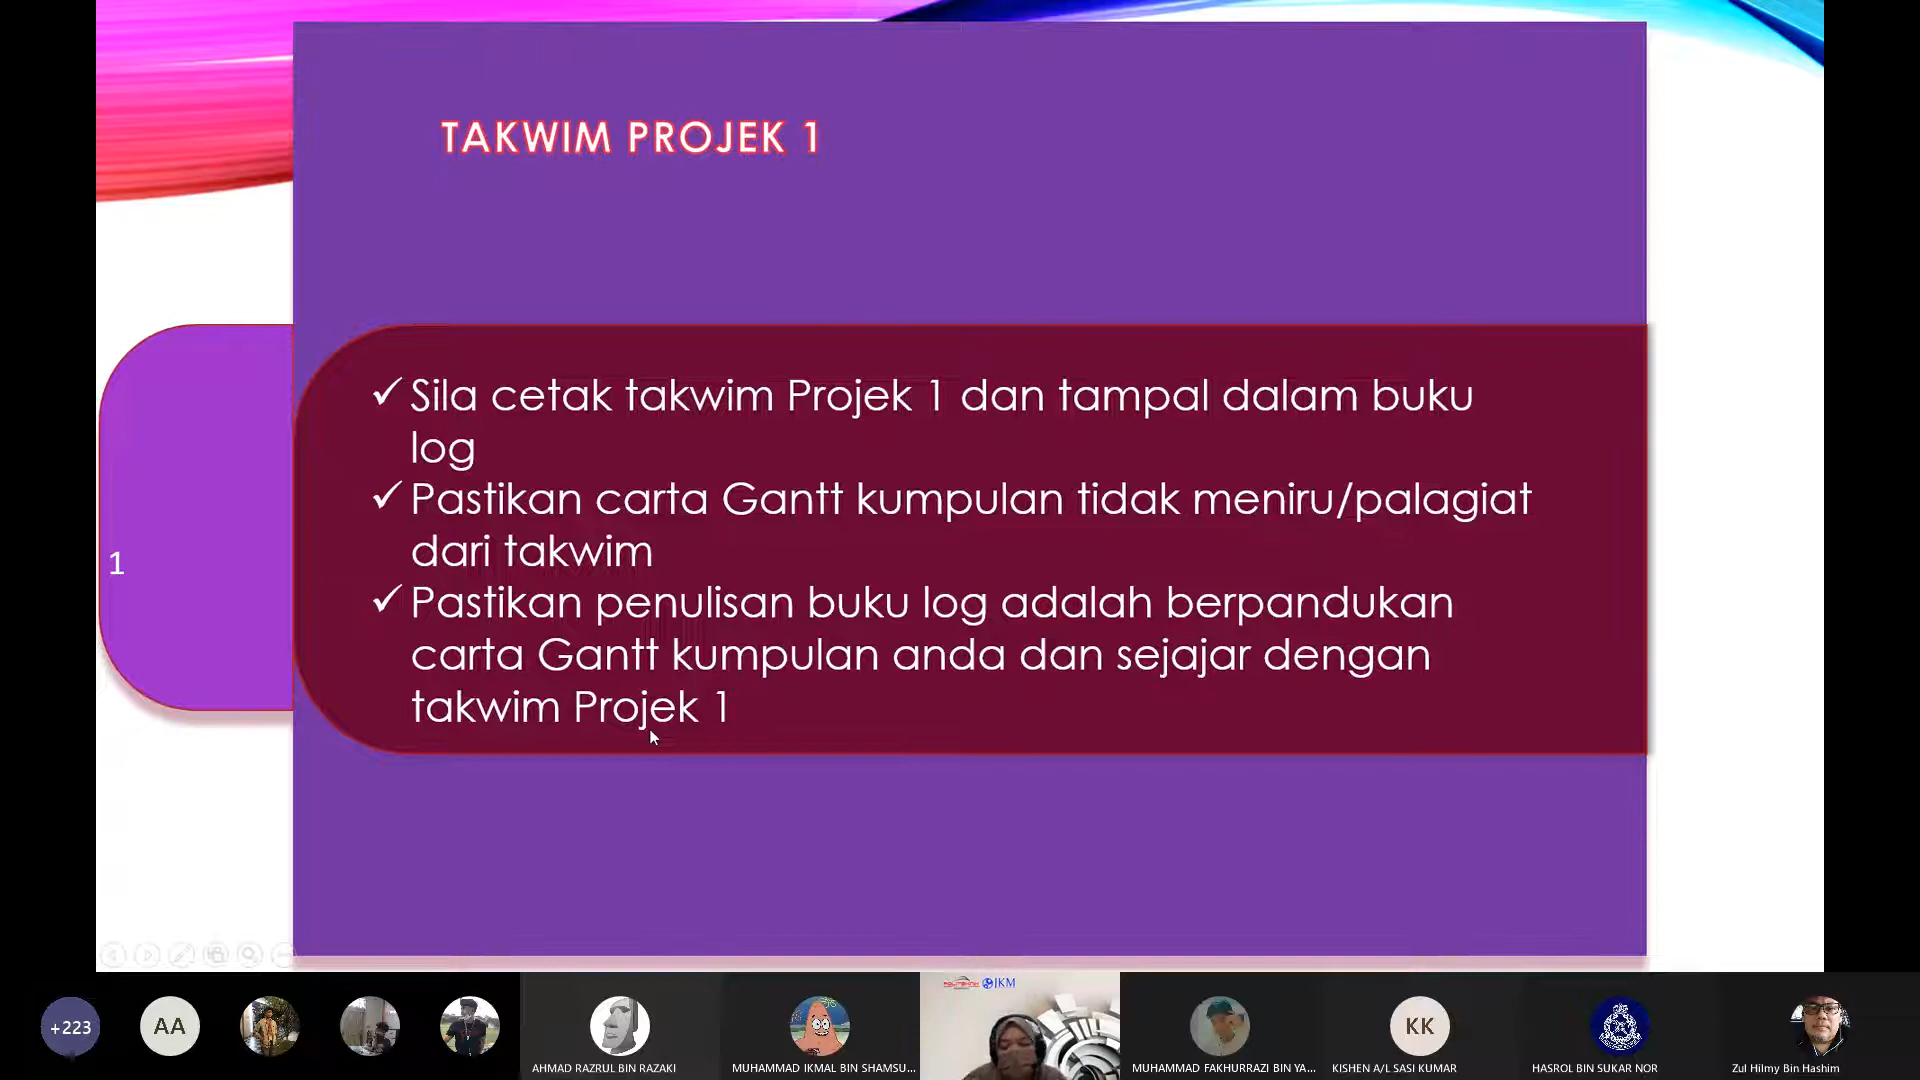 TAKWIM PROJEK 1
✓ Sila cetak takwim Projek 1 dan tampal dalam buku
log
✓ Pastikan carta Gantt kumpulan tidak meniru/palagiat
dari takwim
1
✓ Pastikan penulisan buku log adalah berpandukan
carta Gantt kumpulan anda dan sejajar dengan
takwim Projek 1
JKM
+223
AA
KK
AHMAD RAZRUL BIN RAZAKI
MUHAMMAD IKMAL BIN SHAMSU...
MUHAMMAD FAKHURRAZI BIN YA...
KISHEN A/L SASI KUMAR
HASROL BIN SUKAR NOR
Zul Hilmy Bin Hashim